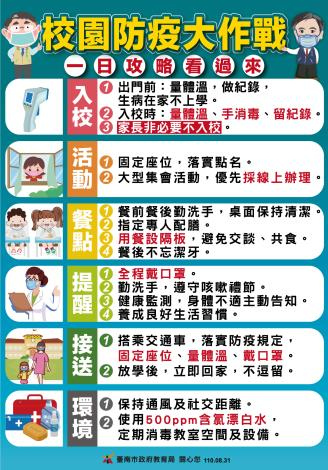 校園防疫大作戰
一日攻略看過來
入校
1 出門前：量體溫，做紀錄，
生病在家不上學。
2 入校時：量體溫、手消毒、留紀錄。
3 家長非必要不入校。
活動
1 固定座位，落實點名。
2 大型集會活動，優先採線上辦理。
餐點
1 餐前餐後勤洗手，桌面保持清潔。
2 指定專人配膳。
3 用餐設隔板，避免交談、共食。
4 餐後不忘潔牙。
提醒
1 全程戴口罩。
2 勤洗手，遵守咳嗽禮節。
3 健康監測，身體不適主動告知。
4 養成良好生活習慣。
接送
1 搭乘交通車，落實防疫規定，
固定座位、量體溫、戴口罩。
2 放學後，立即回家，不逗留。
環境
1 保持通風及社交距離。
2 使用500ppm含氯漂白水，
定期消毒教室空間及設備。
臺南市政府教育局 關心您 110.08.31